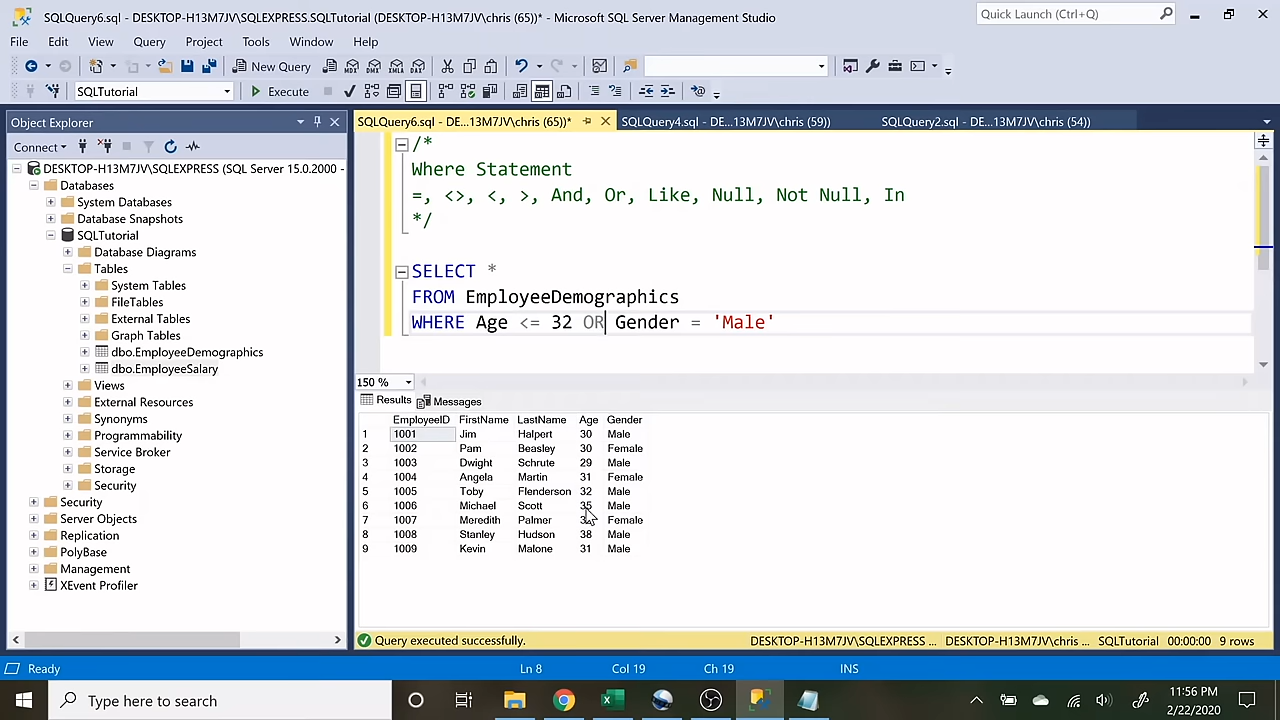 SQLQuery6.sql - DESKTOP-H13M7JV\SQLEXPRESS.SQLTutorial (DESKTOP-H13M7JV\chris (65))* - Microsoft SQL Server Management Studio
Quick Launch (Ctrl+Q)
File Edit View Query Project Tools Window Help
New Query MDX DMX XMLA DAX
SQLTutorial Execute
Object Explorer
SQLQuery6.sql - DE...13M7JV\chris (65))* SQLQuery4.sql - DE...13M7JV\chris (59)) SQLQuery2.sql - DE...13M7JV\chris (54))
Connect
DESKTOP-H13M7JV\SQLEXPRESS (SQL Server 15.0.2000 -
Databases
System Databases
Database Snapshots
SQLTutorial
Database Diagrams
Tables
System Tables
FileTables
External Tables
Graph Tables
dbo.EmployeeDemographics
dbo.EmployeeSalary
Views
External Resources
Synonyms
Programmability
Service Broker
Storage
Security
Security
Server Objects
Replication
PolyBase
Management
XEvent Profiler
/*
Where Statement
=, <>, <, >, And, Or, Like, Null, Not Null, In
*/
SELECT *
FROM EmployeeDemographics
WHERE Age <= 32 OR Gender = 'Male'
150 %
Results Messages
EmployeeID FirstName LastName Age Gender
1 1001 Jim Halpert 30 Male
2 1002 Pam Beasley 30 Female
3 1003 Dwight Schrute 29 Male
4 1004 Angela Martin 31 Female
5 1005 Toby Flenderson 32 Male
6 1006 Michael Scott 35 Male
7 1007 Meredith Palmer Female
8 1008 Stanley Hudson 38 Male
9 1009 Kevin Malone 31 Male
Query executed successfully. DESKTOP-H13M7JV\SQLEXPRESS ... DESKTOP-H13M7JV\chris ... SQLTutorial 00:00:00 9 rows
Ready Ln 8 Col 19 Ch 19 INS
Type here to search
11:56 PM
2/22/2020